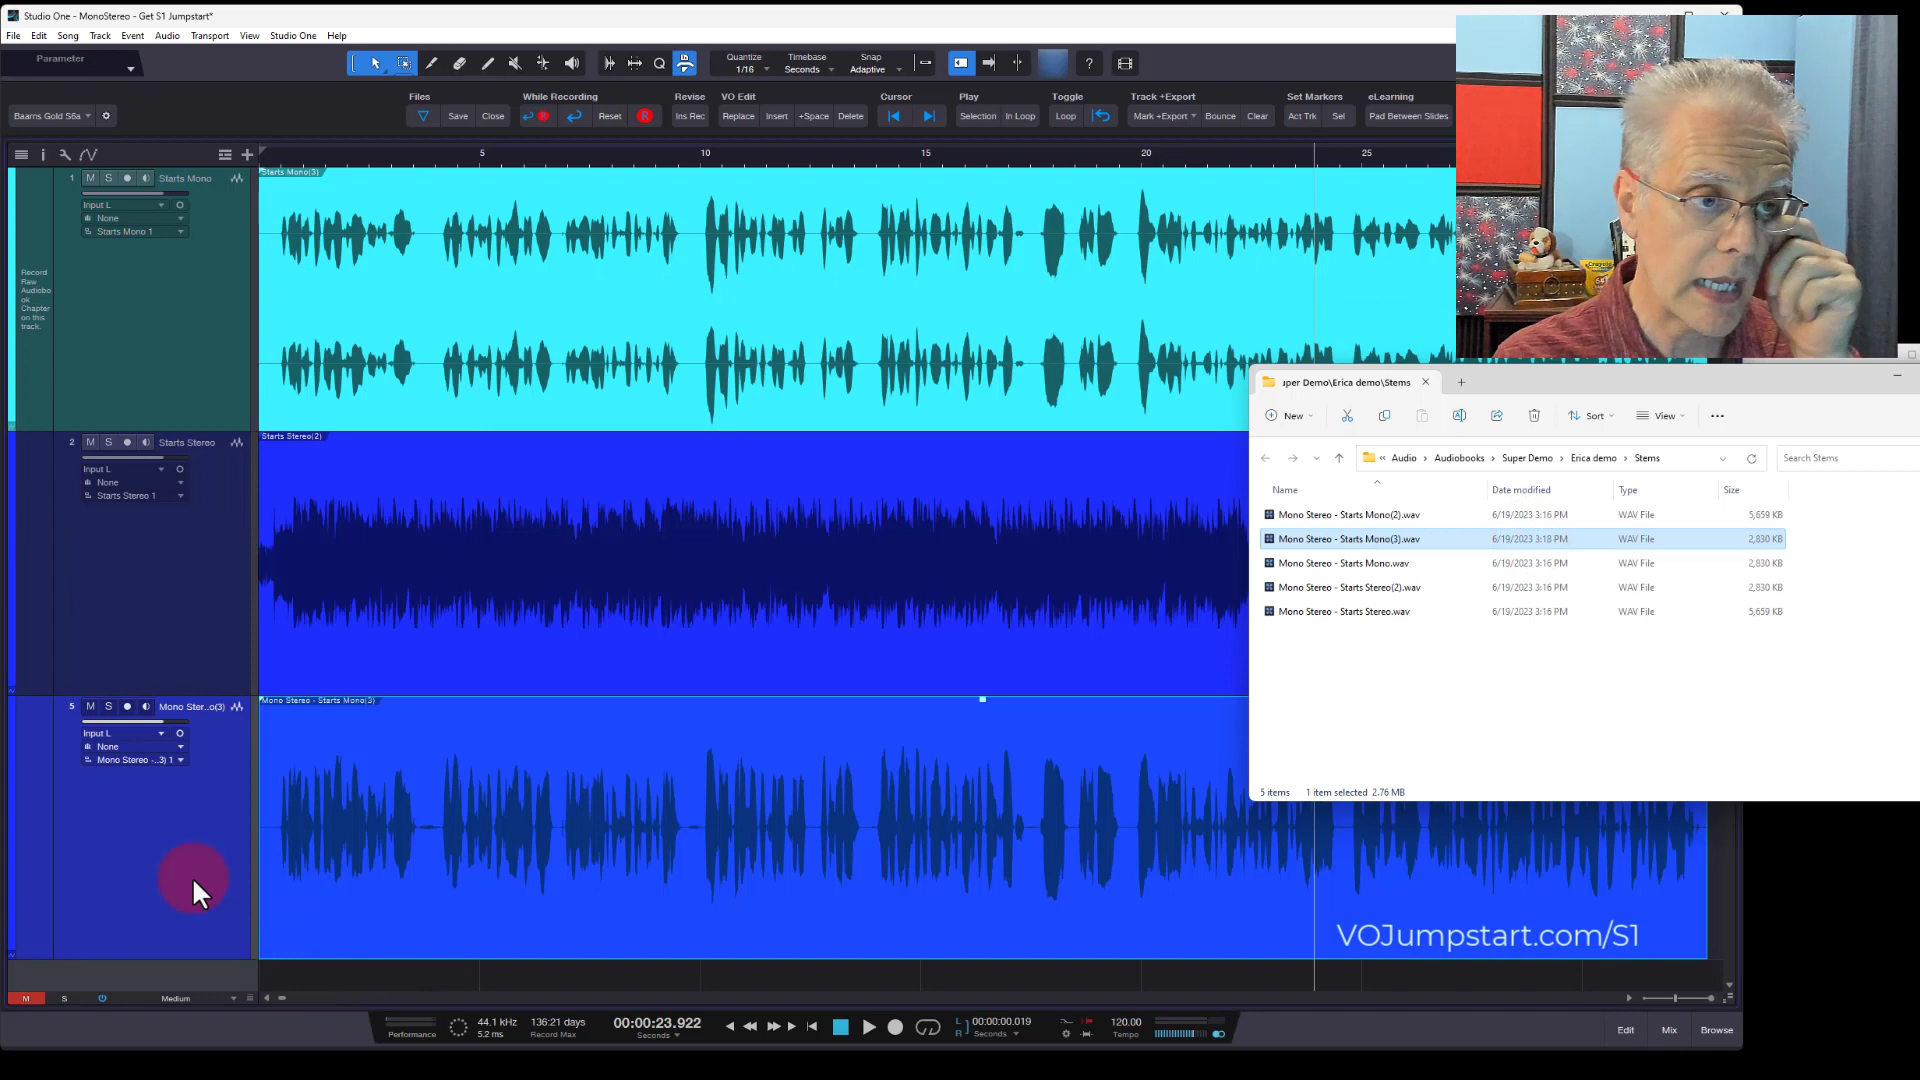 Studio One - MonoStereo - Get S1 Jumpstart*
File Edit Song Track Event Audio Transport View Studio One Help
Parameter
Quantize
1/16
Timebase
Seconds
Snap
Adaptive
Baarns Gold S6a
Files
Save Close
While Recording
Reset
Revise
Ins Rec
VO Edit
Replace Insert +Space Delete
Cursor
Play
Selection In Loop
Toggle
Loop
Track +Export
Mark +Export Bounce Clear
Set Markers
Act Trk Sel
eLearning
Pad Between Slides
5 10 15 20 25
1 M S Starts Mono
Input L
None
Starts Mono 1
Record
Raw
Audiobo
ok
Chapter
on this
track.
Starts Mono(3)
2 M S Starts Stereo
Input L
None
Starts Stereo 1
Starts Stereo(2)
5 M S Mono Ster..o(3)
Input L
None
Mono Stereo -..3) 1
Mono Stereo - Starts Mono(3)
uper Demo\Erica demo\Stems
New Sort View
Audio Audiobooks Super Demo Erica demo Stems
Search Stems
Name Date modified Type Size
Mono Stereo - Starts Mono(2).wav 6/19/2023 3:16 PM WAV File 5,659 KB
Mono Stereo - Starts Mono(3).wav 6/19/2023 3:18 PM WAV File 2,830 KB
Mono Stereo - Starts Mono.wav 6/19/2023 3:16 PM WAV File 2,830 KB
Mono Stereo - Starts Stereo(2).wav 6/19/2023 3:16 PM WAV File 2,830 KB
Mono Stereo - Starts Stereo.wav 6/19/2023 3:16 PM WAV File 5,659 KB
5 items 1 item selected 2.76 MB
VOJumpstart.com/S1
M S Medium
Performance
44.1 kHz
5.2 ms
136:21 days
Record Max
00:00:23.922
Seconds
L
R
00:00:00.019
Seconds
120.00
Tempo
Edit Mix Browse